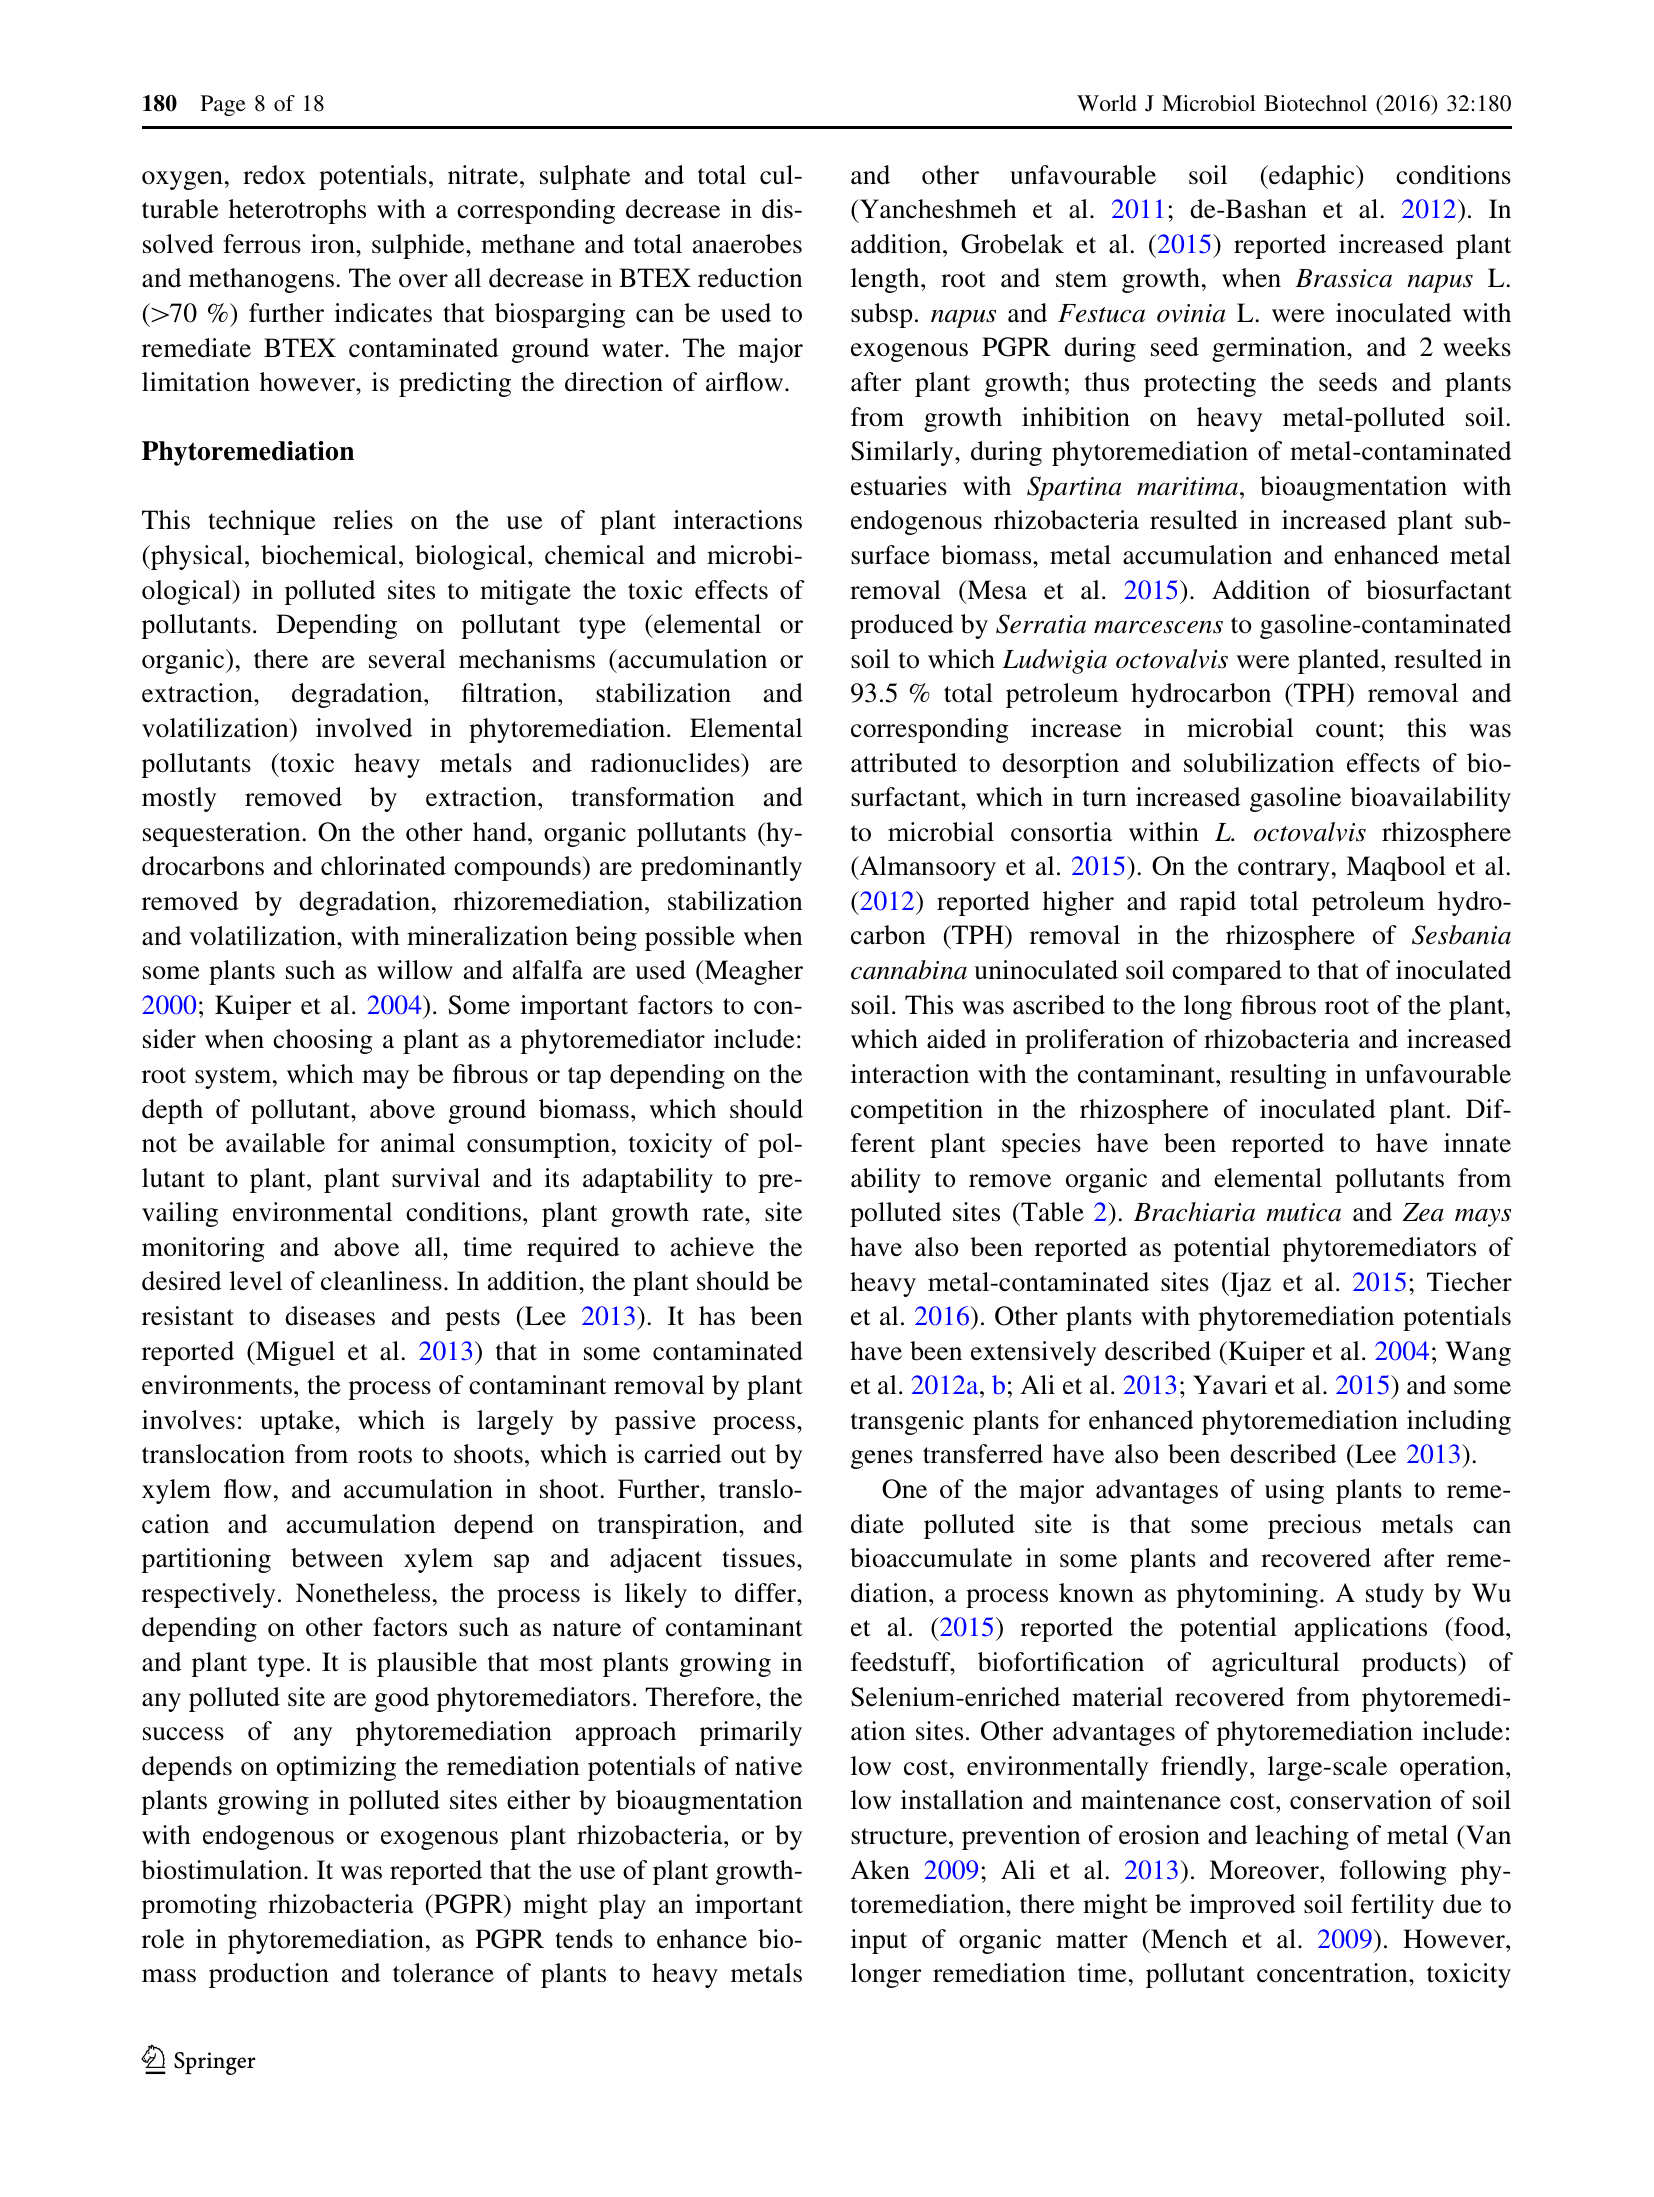 180 Page 8 of 18
World J Microbiol Biotechnol (2016) 32:180
oxygen, redox potentials, nitrate, sulphate and total cul-
turable heterotrophs with a corresponding decrease in dis-
solved ferrous iron, sulphide, methane and total anaerobes
and methanogens. The over all decrease in BTEX reduction
(>70 %) further indicates that biosparging can be used to
remediate BTEX contaminated ground water. The major
limitation however, is predicting the direction of airflow.
Phytoremediation
This technique relies on the use of plant interactions
(physical, biochemical, biological, chemical and microbi-
ological) in polluted sites to mitigate the toxic effects of
pollutants. Depending on pollutant type (elemental or
organic), there are several mechanisms (accumulation or
extraction, degradation, filtration, stabilization and
volatilization) involved in phytoremediation. Elemental
pollutants (toxic heavy metals and radionuclides) are
mostly removed by extraction, transformation and
sequesteration. On the other hand, organic pollutants (hy-
drocarbons and chlorinated compounds) are predominantly
removed by degradation, rhizoremediation, stabilization
and volatilization, with mineralization being possible when
some plants such as willow and alfalfa are used (Meagher
2000; Kuiper et al. 2004). Some important factors to con-
sider when choosing a plant as a phytoremediator include:
root system, which may be fibrous or tap depending on the
depth of pollutant, above ground biomass, which should
not be available for animal consumption, toxicity of pol-
lutant to plant, plant survival and its adaptability to pre-
vailing environmental conditions, plant growth rate, site
monitoring and above all, time required to achieve the
desired level of cleanliness. In addition, the plant should be
resistant to diseases and pests (Lee 2013). It has been
reported (Miguel et al. 2013) that in some contaminated
environments, the process of contaminant removal by plant
involves: uptake, which is largely by passive process,
translocation from roots to shoots, which is carried out by
xylem flow, and accumulation in shoot. Further, translo-
cation and accumulation depend on transpiration, and
partitioning between xylem sap and adjacent tissues,
respectively. Nonetheless, the process is likely to differ,
depending on other factors such as nature of contaminant
and plant type. It is plausible that most plants growing in
any polluted site are good phytoremediators. Therefore, the
success of any phytoremediation approach primarily
depends on optimizing the remediation potentials of native
plants growing in polluted sites either by bioaugmentation
with endogenous or exogenous plant rhizobacteria, or by
biostimulation. It was reported that the use of plant growth-
promoting rhizobacteria (PGPR) might play an important
role in phytoremediation, as PGPR tends to enhance bio-
mass production and tolerance of plants to heavy metals
and other unfavourable soil (edaphic) conditions
(Yancheshmeh et al. 2011; de-Bashan et al. 2012). In
addition, Grobelak et al. (2015) reported increased plant
length, root and stem growth, when Brassica napus L.
subsp. napus and Festuca ovinia L. were inoculated with
exogenous PGPR during seed germination, and 2 weeks
after plant growth; thus protecting the seeds and plants
from growth inhibition on heavy metal-polluted soil.
Similarly, during phytoremediation of metal-contaminated
estuaries with Spartina maritima, bioaugmentation with
endogenous rhizobacteria resulted in increased plant sub-
surface biomass, metal accumulation and enhanced metal
removal (Mesa et al. 2015). Addition of biosurfactant
produced by Serratia marcescens to gasoline-contaminated
soil to which Ludwigia octovalvis were planted, resulted in
93.5 % total petroleum hydrocarbon (TPH) removal and
corresponding increase in microbial count; this was
attributed to desorption and solubilization effects of bio-
surfactant, which in turn increased gasoline bioavailability
to microbial consortia within L. octovalvis rhizosphere
(Almansoory et al. 2015). On the contrary, Maqbool et al.
(2012) reported higher and rapid total petroleum hydro-
carbon (TPH) removal in the rhizosphere of Sesbania
cannabina uninoculated soil compared to that of inoculated
soil. This was ascribed to the long fibrous root of the plant,
which aided in proliferation of rhizobacteria and increased
interaction with the contaminant, resulting in unfavourable
competition in the rhizosphere of inoculated plant. Dif-
ferent plant species have been reported to have innate
ability to remove organic and elemental pollutants from
polluted sites (Table 2). Brachiaria mutica and Zea mays
have also been reported as potential phytoremediators of
heavy metal-contaminated sites (Ijaz et al. 2015; Tiecher
et al. 2016). Other plants with phytoremediation potentials
have been extensively described (Kuiper et al. 2004; Wang
et al. 2012a, b; Ali et al. 2013; Yavari et al. 2015) and some
transgenic plants for enhanced phytoremediation including
genes transferred have also been described (Lee 2013).
One of the major advantages of using plants to reme-
diate polluted site is that some precious metals can
bioaccumulate in some plants and recovered after reme-
diation, a process known as phytomining. A study by Wu
et al. (2015) reported the potential applications (food,
feedstuff, biofortification of agricultural products) of
Selenium-enriched material recovered from phytoremedi-
ation sites. Other advantages of phytoremediation include:
low cost, environmentally friendly, large-scale operation,
low installation and maintenance cost, conservation of soil
structure, prevention of erosion and leaching of metal (Van
Aken 2009; Ali et al. 2013). Moreover, following phy-
toremediation, there might be improved soil fertility due to
input of organic matter (Mench et al. 2009). However,
longer remediation time, pollutant concentration, toxicity
Springer